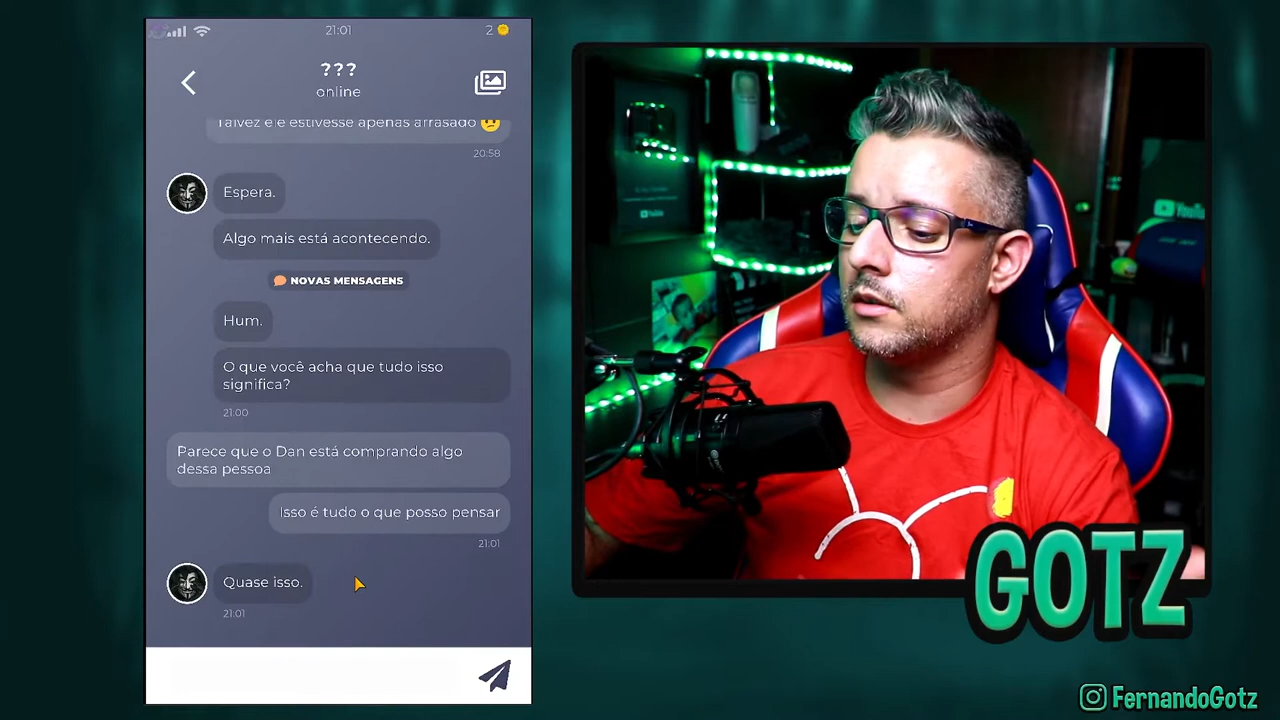 21:01
2
???
online
Talvez ele estivesse apenas arrasado
20:58
Espera.
Algo mais está acontecendo.
NOVAS MENSAGENS
Hum.
O que você acha que tudo isso
significa?
21:00
Parece que o Dan está comprando algo
dessa pessoa
Isso é tudo o que posso pensar
21:01
Quase isso.
21:01
YouTube
GOTZ
FernandoGotz